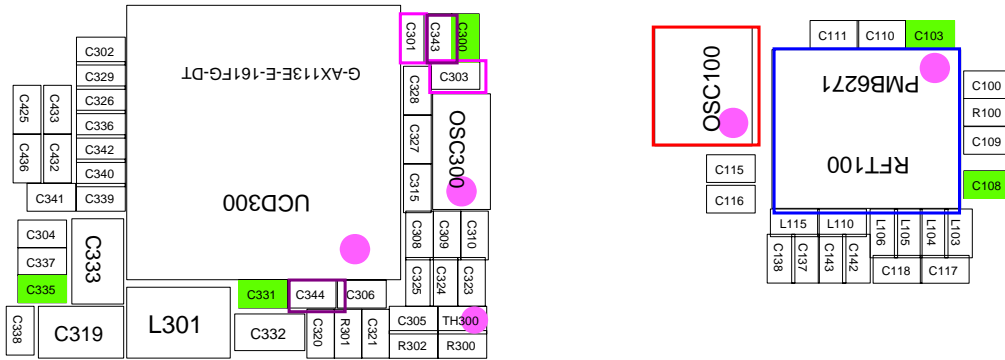 C301
C343
C300
C302
C329
C326
C336
C342
C340
C339
C425
C433
C436
C432
C341
G-AX113E-E-161FG-DT
UCD300
C303
C328
C327
C315
OSC300
C308
C309
C310
C325
C324
C323
C304
C337
C335
C333
C338
C319
L301
C331
C344
C306
C332
C320
R301
C321
C305
TH300
R302
R300
OSC100
C111
C110
C103
PMB6271
RFT100
C100
R100
C109
C108
C115
C116
L115
L110
L106
L105
L104
L103
C138
C137
C143
C142
C118
C117